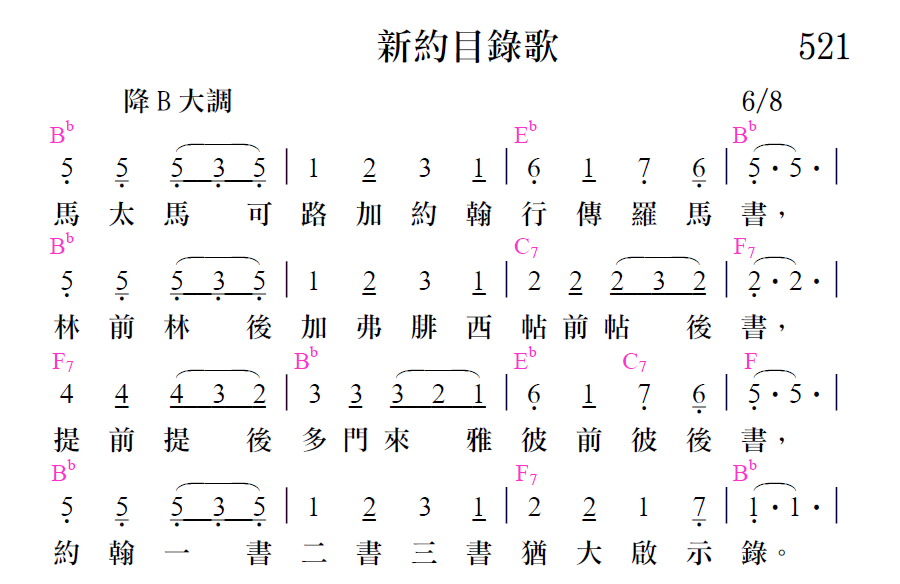 新約目錄歌 521
降B大調 6/8
B♭ E♭ B♭
5 5 5 3 5 | 1 2 3 1 | 6 1 7 6 | 5 · 5 · |
馬太馬 可路加約翰行傳羅馬書，
B♭ C7 F7
5 5 5 3 5 | 1 2 3 1 | 2 2 2 3 2 | 2 · 2 · |
林前林 後加弗腓西帖前帖 後書，
F7 B♭ E♭ C7 F
4 4 4 3 2 | 3 3 3 2 1 | 6 1 7 6 | 5 · 5 · |
提前提 後多門來 雅彼前彼後書，
B♭ F7 B♭
5 5 5 3 5 | 1 2 3 1 | 2 2 1 7 | 1 · 1 · |
約翰一 書二書三書猶大啟示錄。